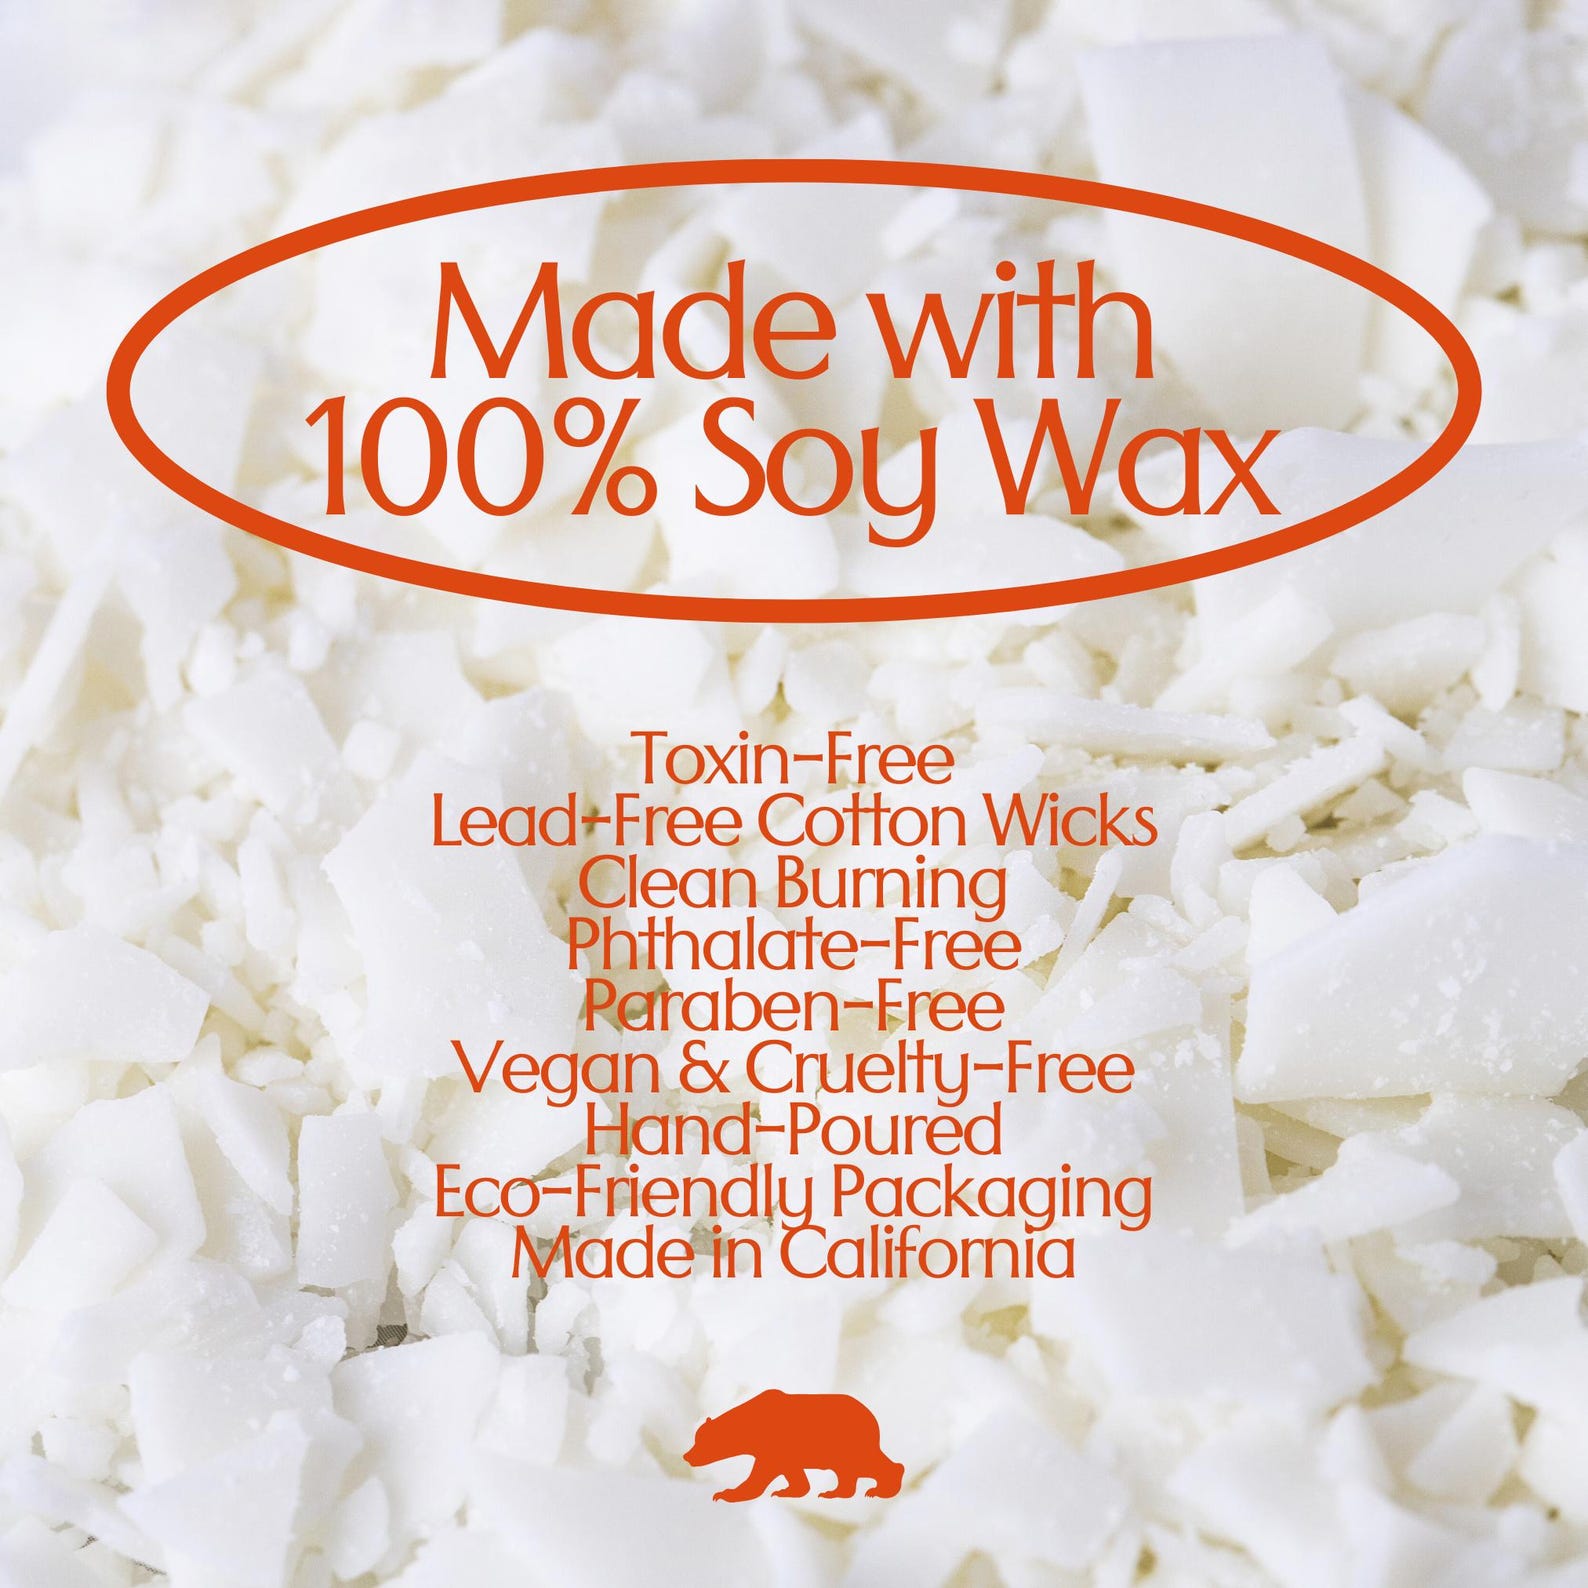 Made with
100% Soy Wax
Toxin-Free
Lead-Free Cotton Wicks
Clean Burning
Phthalate-Free
Paraben-Free
Vegan & Cruelty-Free
Hand-Poured
Eco-Friendly Packaging
Made in California